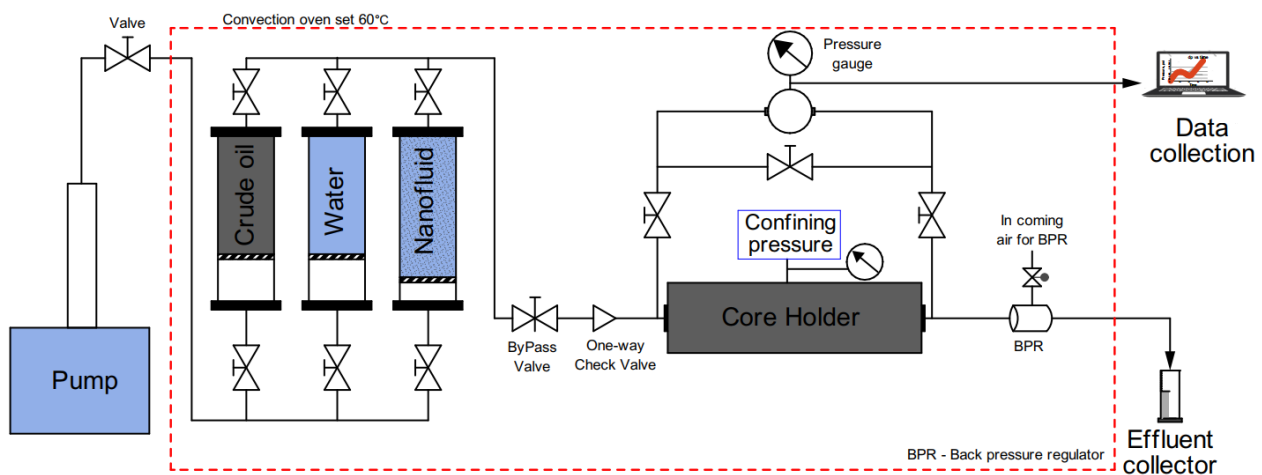 Valve
Convection oven set 60°C
Pressure
gauge
Data
collection
Crude oil
Water
Nanofluid
Confining
pressure
In coming
air for BPR
Core Holder
ByPass
Valve
One-way
Check Valve
BPR
Pump
Effluent
collector
BPR - Back pressure regulator